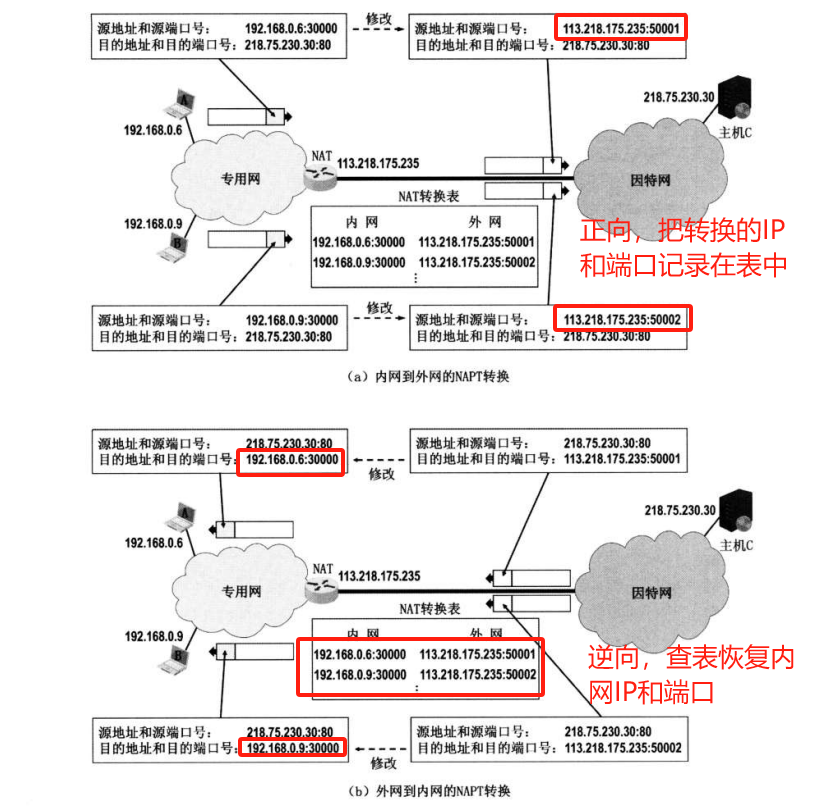 源地址和源端口号： 192.168.0.6:30000
目的地址和目的端口号：218.75.230.30:80
修改
源地址和源端口号： 113.218.175.235:50001
目的地址和目的端口号：218.75.230.30:80
A
192.168.0.6
218.75.230.30
主机C
专用网
NAT
113.218.175.235
因特网
NAT转换表
内 网 外 网
192.168.0.6:30000 113.218.175.235:50001
192.168.0.9:30000 113.218.175.235:50002
⋮
192.168.0.9
B
正向，把转换的IP
和端口记录在表中
源地址和源端口号： 192.168.0.9:30000
目的地址和目的端口号：218.75.230.30:80
修改
源地址和源端口号： 113.218.175.235:50002
目的地址和目的端口号：218.75.230.30:80
（a）内网到外网的NAPT转换
源地址和源端口号： 218.75.230.30:80
目的地址和目的端口号：192.168.0.6:30000
修改
源地址和源端口号： 218.75.230.30:80
目的地址和目的端口号：113.218.175.235:50001
A
192.168.0.6
218.75.230.30
主机C
专用网
NAT
113.218.175.235
因特网
NAT转换表
内 网 外 网
192.168.0.6:30000 113.218.175.235:50001
192.168.0.9:30000 113.218.175.235:50002
⋮
192.168.0.9
B
逆向，查表恢复内
网IP和端口
源地址和源端口号： 218.75.230.30:80
目的地址和目的端口号：192.168.0.9:30000
修改
源地址和源端口号： 218.75.230.30:80
目的地址和目的端口号：113.218.175.235:50002
（b）外网到内网的NAPT转换